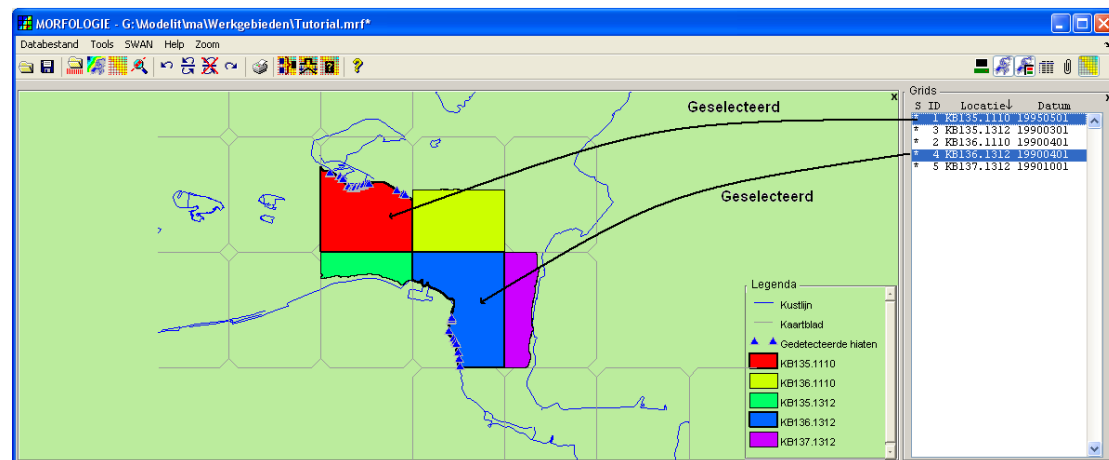 MORFOLOGIE - G:\Modelit\ma\Werkgebieden\Tutorial.mrf*
Databestand Tools SWAN Help Zoom
Grids
S ID Locatie↓ Datum
* 1 KB135.1110 19950501
* 3 KB135.1312 19900301
* 2 KB136.1110 19900401
* 4 KB136.1312 19900401
* 5 KB137.1312 19901001
Geselecteerd
Geselecteerd
Legenda
Kustlijn
Kaartblad
Gedetecteerde hiaten
KB135.1110
KB136.1110
KB135.1312
KB136.1312
KB137.1312